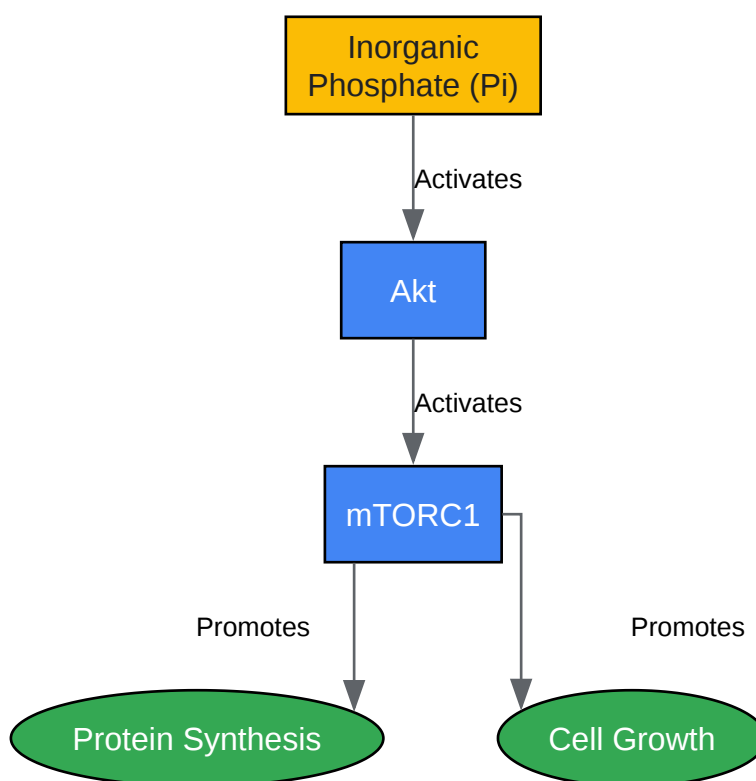 Inorganic
Phosphate (Pi)
Activates
Akt
Activates
mTORC1
Promotes
Promotes
Protein Synthesis
Cell Growth